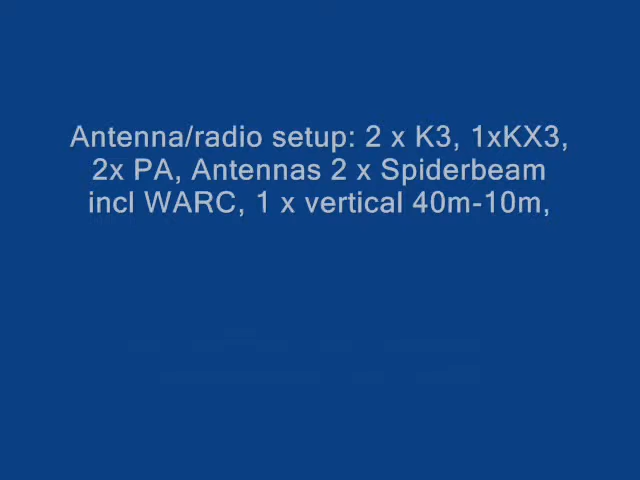 Antenna/radio setup: 2 x K3, 1xKX3,
2x PA, Antennas 2 x Spiderbeam
incl WARC, 1 x vertical 40m-10m,